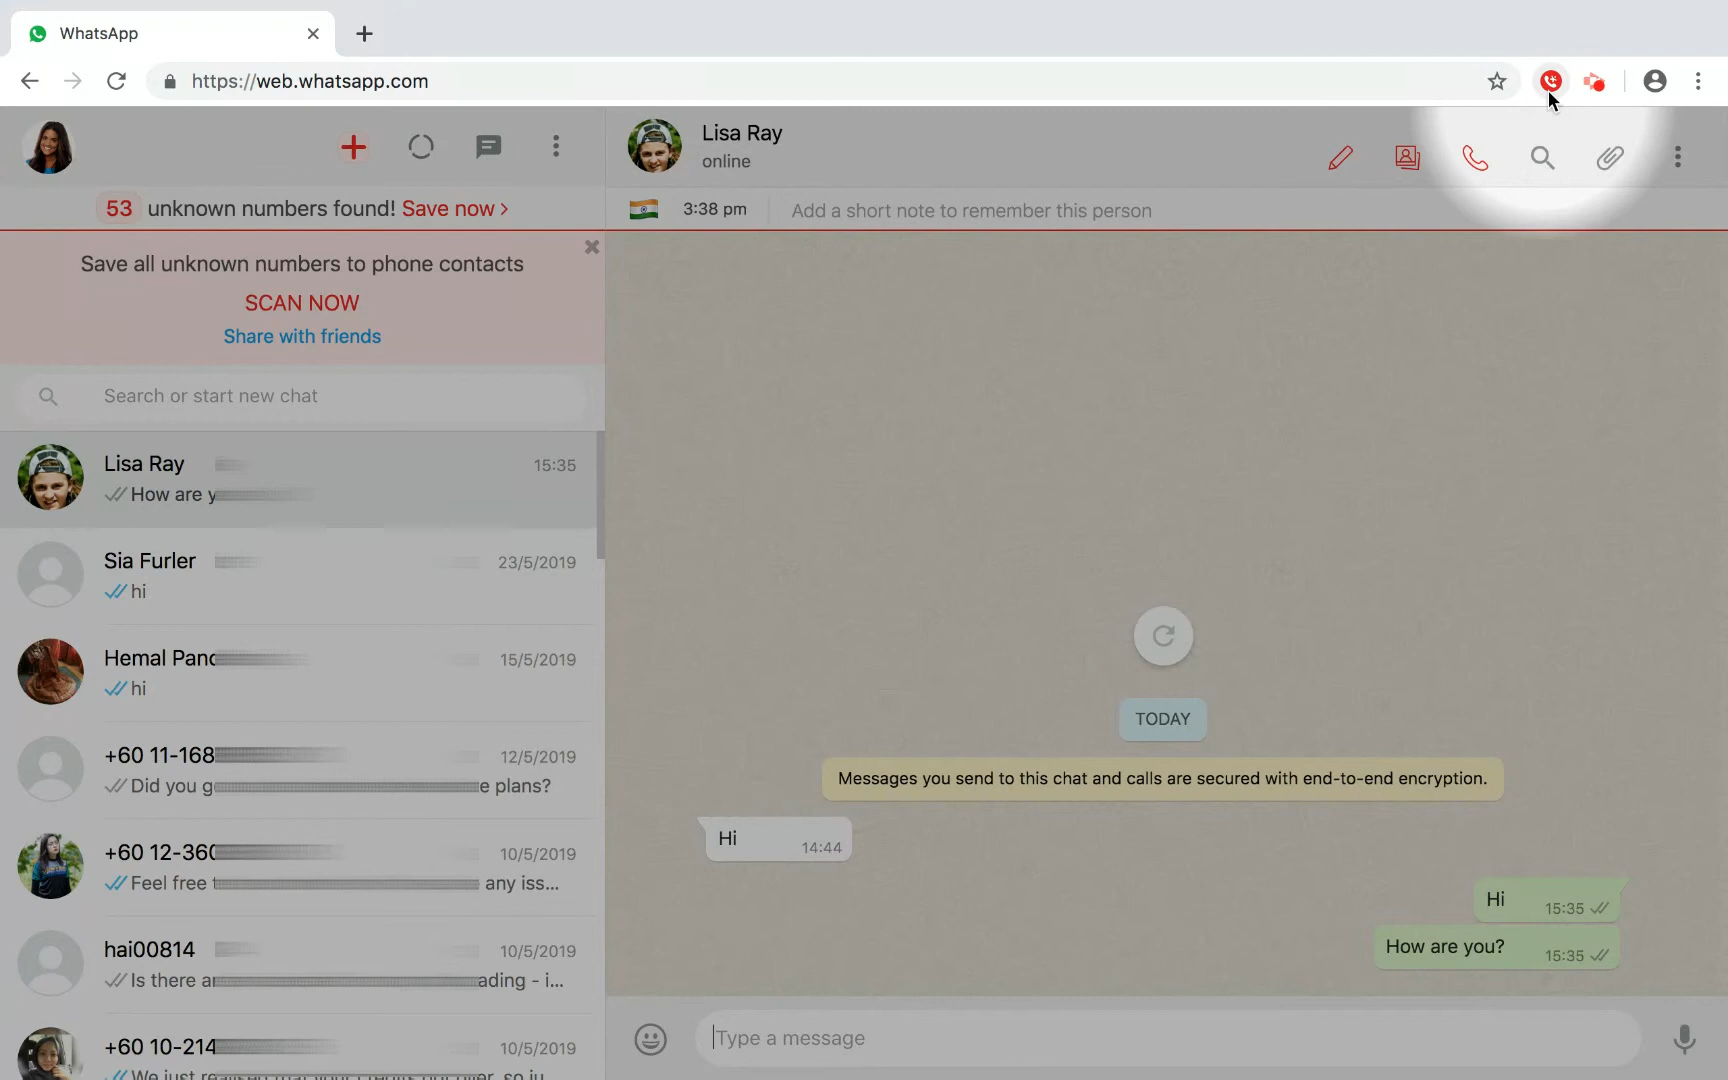 WhatsApp
https://web.whatsapp.com
Lisa Ray
online
53 unknown numbers found! Save now >
3:38 pm
Add a short note to remember this person
Save all unknown numbers to phone contacts
SCAN NOW
Share with friends
Search or start new chat
Lisa Ray 15:35
How are
Sia Furler 23/5/2019
hi
Hemal 15/5/2019
hi
+60 11-168 12/5/2019
Did you plans?
+60 12-360 10/5/2019
Feel free any iss...
hai00814 10/5/2019
Is there
+60 10-214 10/5/2019
We just
TODAY
Messages you send to this chat and calls are secured with end-to-end encryption.
Hi 14:44
Hi 15:35
How are you? 15:35
Type a message